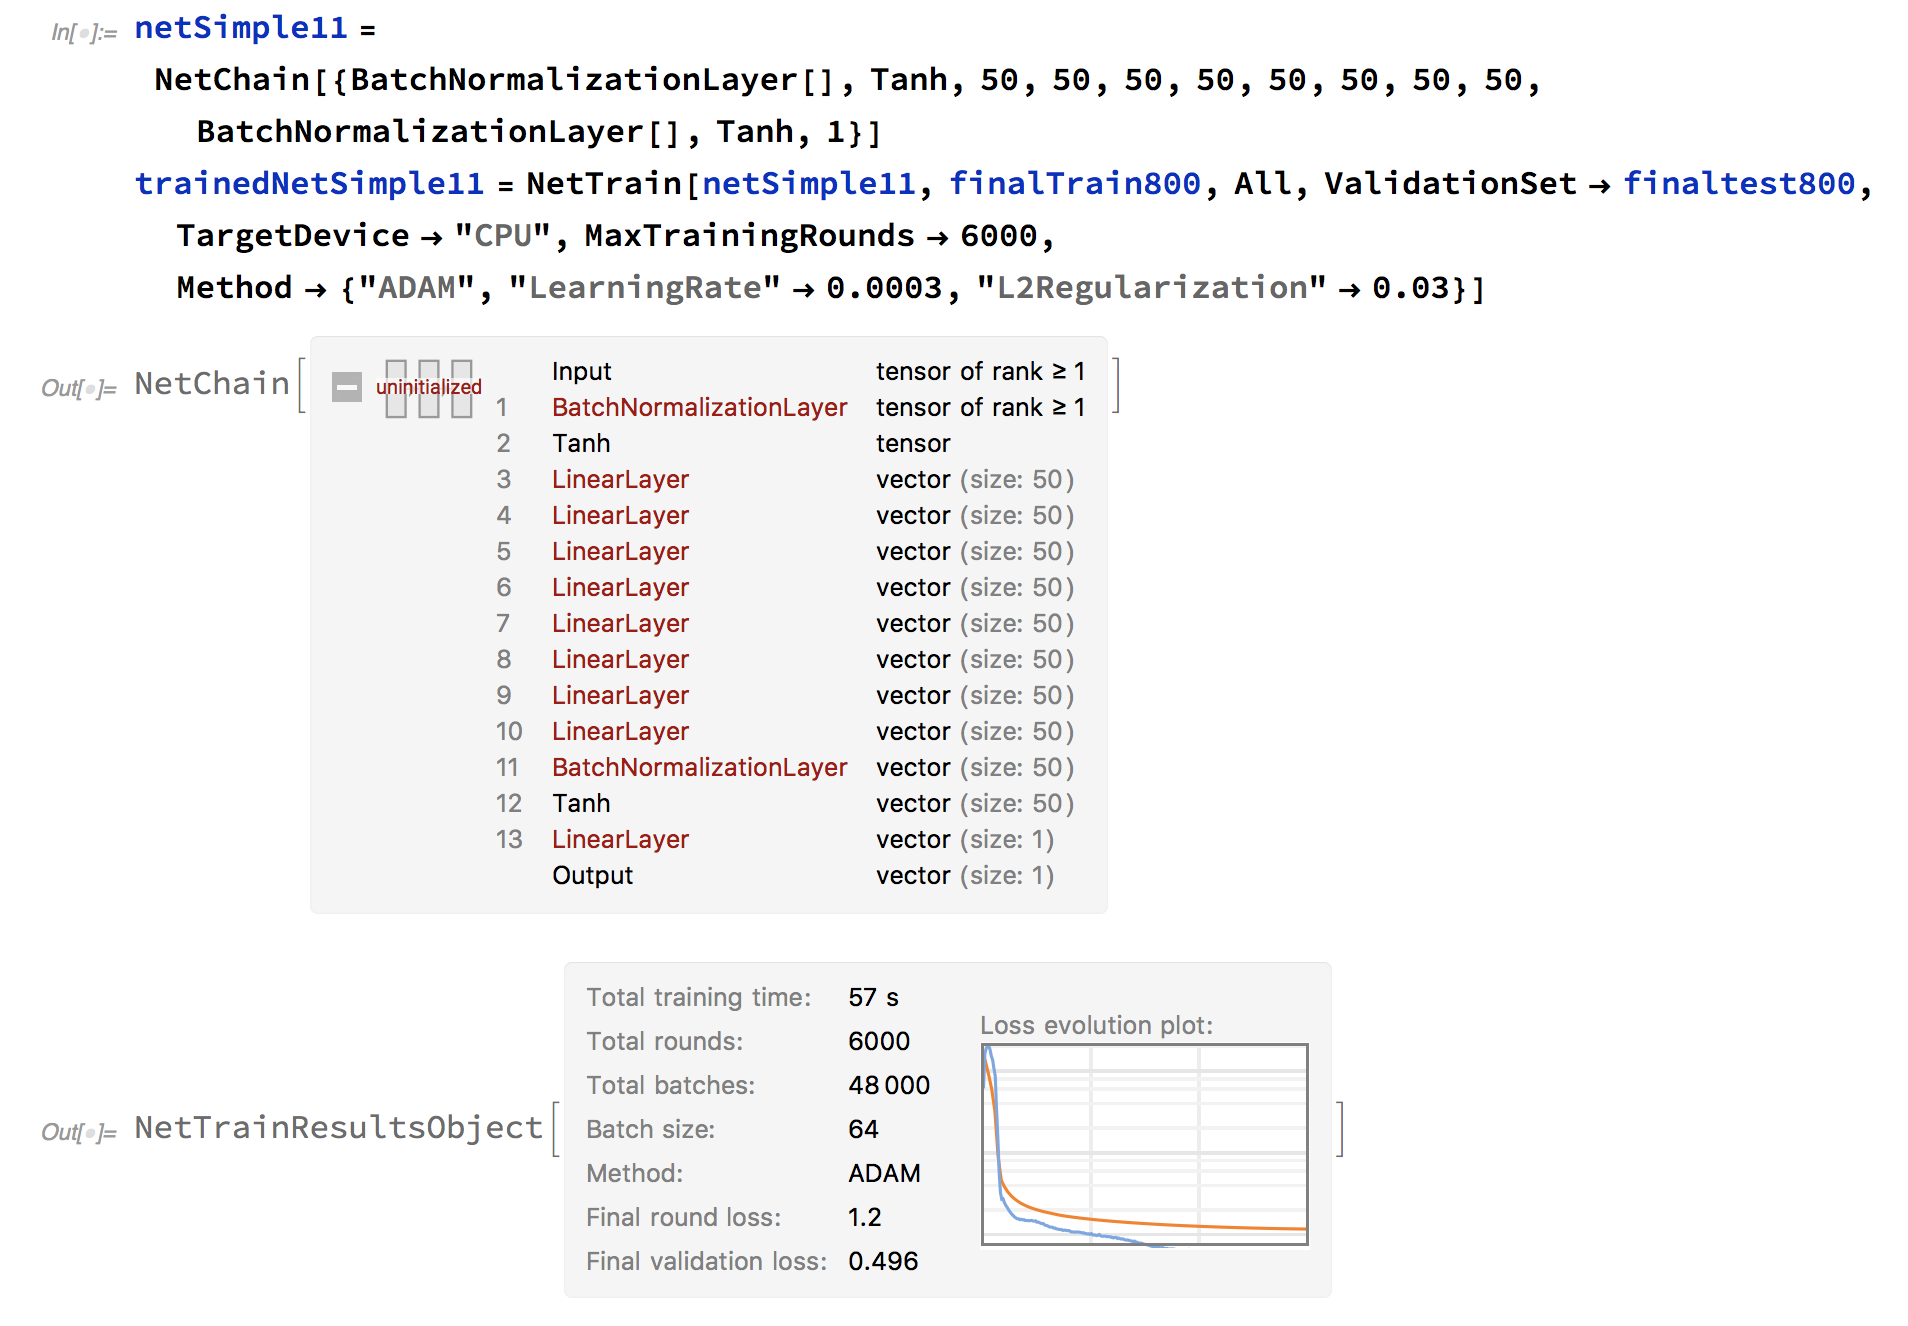 In[•]:= netSimple11 =
NetChain[{BatchNormalizationLayer[], Tanh, 50, 50, 50, 50, 50, 50, 50, 50,
BatchNormalizationLayer[], Tanh, 1}]
trainedNetSimple11 = NetTrain[netSimple11, finalTrain800, All, ValidationSet → finaltest800,
TargetDevice → "CPU", MaxTrainingRounds → 6000,
Method → {"ADAM", "LearningRate" → 0.0003, "L2Regularization" → 0.03}]
Out[•]= NetChain[
uninitialized
Input tensor of rank ≥ 1
1 BatchNormalizationLayer tensor of rank ≥ 1
2 Tanh tensor
3 LinearLayer vector (size: 50)
4 LinearLayer vector (size: 50)
5 LinearLayer vector (size: 50)
6 LinearLayer vector (size: 50)
7 LinearLayer vector (size: 50)
8 LinearLayer vector (size: 50)
9 LinearLayer vector (size: 50)
10 LinearLayer vector (size: 50)
11 BatchNormalizationLayer vector (size: 50)
12 Tanh vector (size: 50)
13 LinearLayer vector (size: 1)
Output vector (size: 1)
]
Out[•]= NetTrainResultsObject[
Total training time: 57 s
Total rounds: 6000
Total batches: 48 000
Batch size: 64
Method: ADAM
Final round loss: 1.2
Final validation loss: 0.496
Loss evolution plot:
]